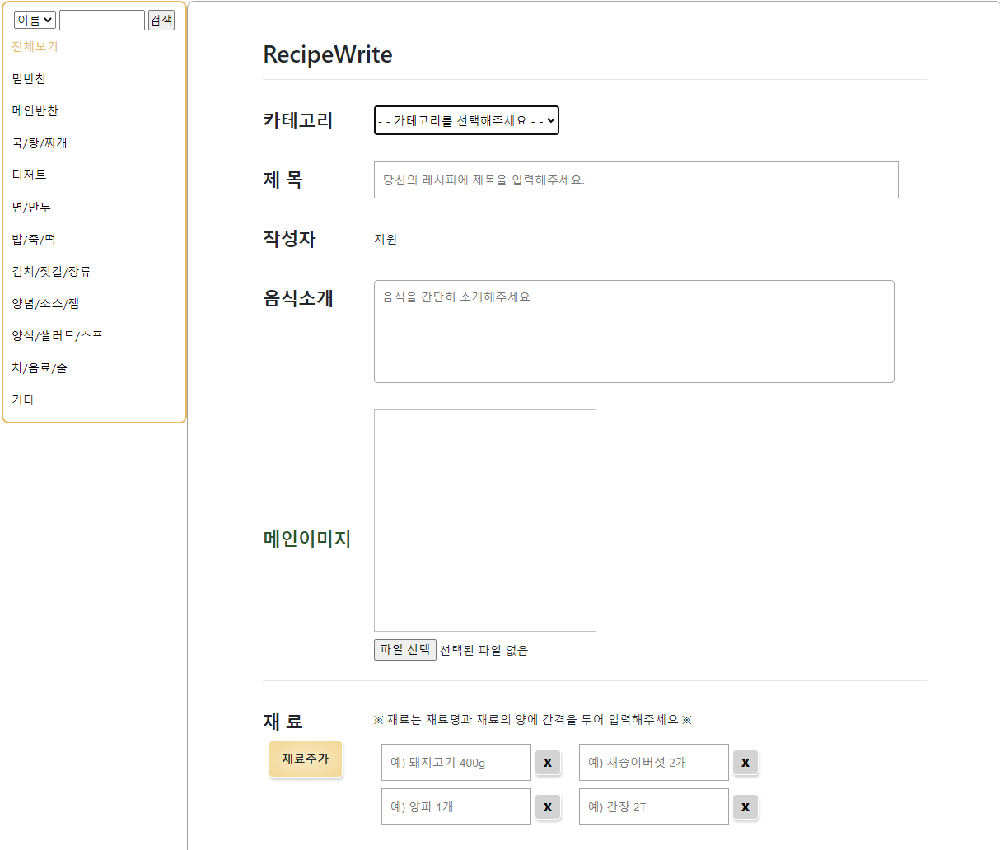 이름 검색
전체보기
밑반찬
메인반찬
국/탕/찌개
디저트
면/만두
밥/죽/떡
김치/젓갈/장류
양념/소스/잼
양식/샐러드/스프
차/음료/술
기타
RecipeWrite
카테고리 - - 카테고리를 선택해주세요 - -
제 목 당신의 레시피에 제목을 입력해주세요.
작성자 지원
음식소개 음식을 간단히 소개해주세요
메인이미지
파일 선택 선택된 파일 없음
재 료 ※ 재료는 재료명과 재료의 양에 간격을 두어 입력해주세요 ※
재료추가 예) 돼지고기 400g x 예) 새송이버섯 2개 x
예) 양파 1개 x 예) 간장 2T x